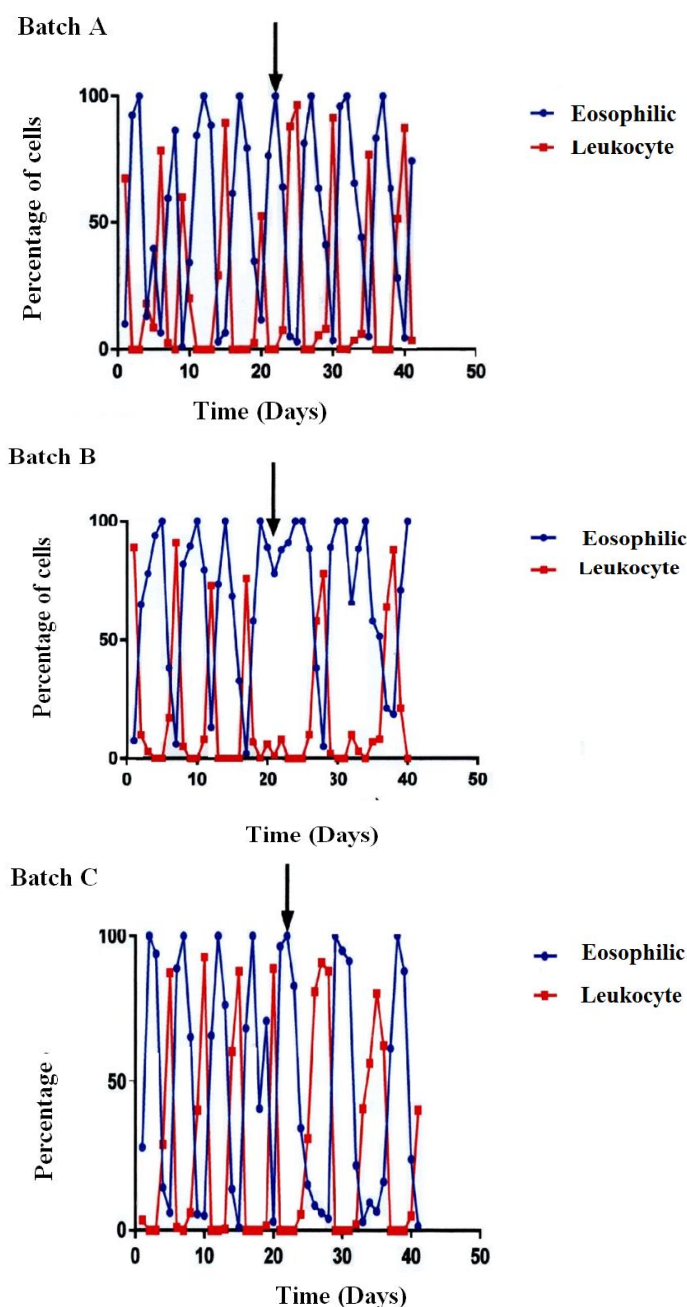 Batch A
Eosophilic
Leukocyte
Percentage of cells
100
50
0
0 10 20 30 40 50
Time (Days)
Batch B
Eosophilic
Leukocyte
Percentage of cells
100
50
0
0 10 20 30 40 50
Time (Days)
Batch C
Eosophilic
Leukocyte
Percentage
100
50
0
0 10 20 30 40 50
Time (Days)